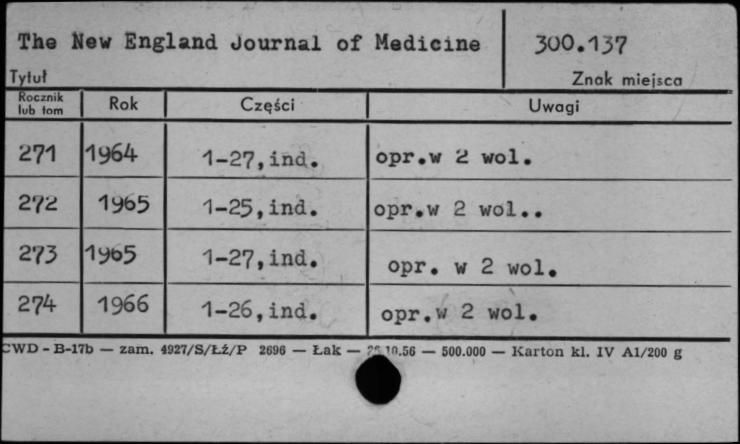 The New England Journal of Medicine 300.137
Tytuł Znak miejsca
Rocznik lub tom Rok Części Uwagi
271 1964 1-27,ind. opr.w 2 wol.
272 1965 1-25,ind. opr.w 2 wol..
273 1965 1-27,ind. opr. w 2 wol.
274 1966 1-26,ind. opr.w 2 wol.
CWD - B-17b — zam. 4927/S/Łż/P 2696 — Łak — 10.56 — 500.000 — Karton kl. IV A1/200 g